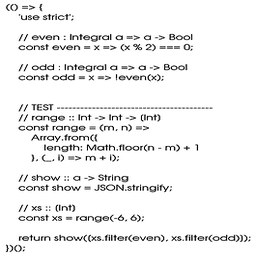 (() => {
'use strict';
// even : Integral a => a -> Bool
const even = x => (x % 2) === 0;
// odd : Integral a => a -> Bool
const odd = x => !even(x);
// TEST ----------------------------------------
// range :: Int -> Int -> [Int]
const range = (m, n) =>
Array.from({
length: Math.floor(n - m) + 1
}, (_, i) => m + i);
// show :: a -> String
const show = JSON.stringify;
// xs :: [Int]
const xs = range(-6, 6);
return show([xs.filter(even), xs.filter(odd)]);
})();